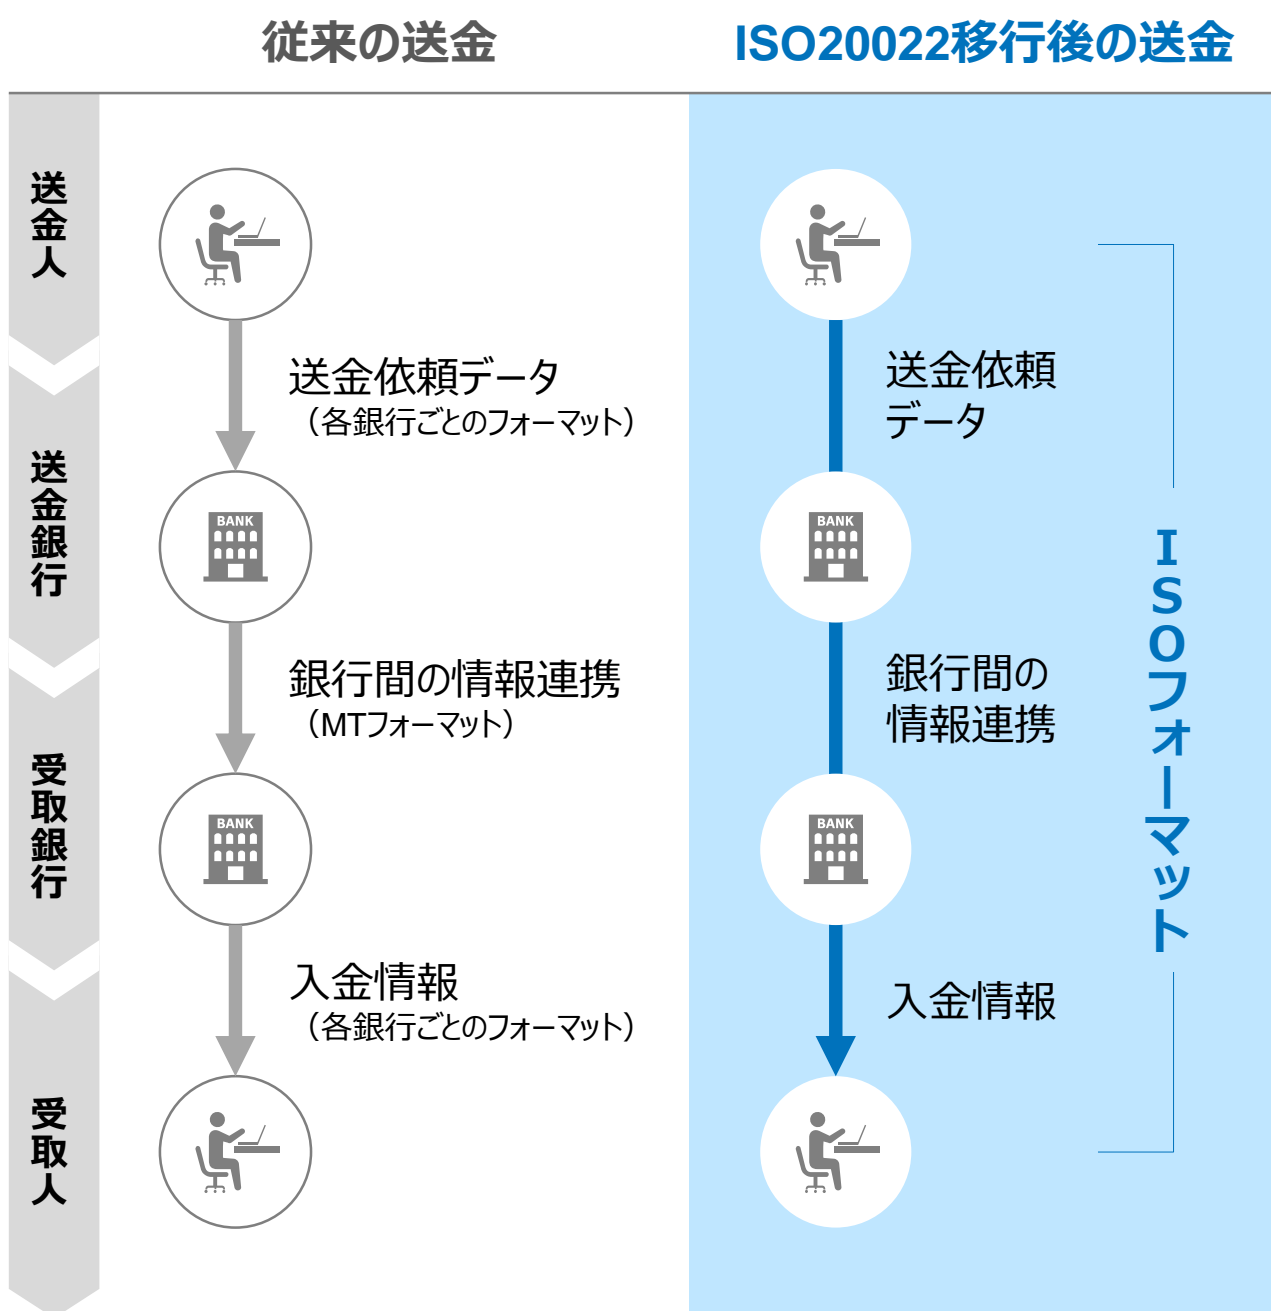 従来の送金
ISO20022移行後の送金
送金人
送金銀行
受取銀行
受取人
送金依頼データ
（各銀行ごとのフォーマット）
BANK
銀行間の情報連携
（MTフォーマット）
BANK
入金情報
（各銀行ごとのフォーマット）
送金依頼
データ
BANK
銀行間の
情報連携
BANK
入金情報
ISOフォーマット